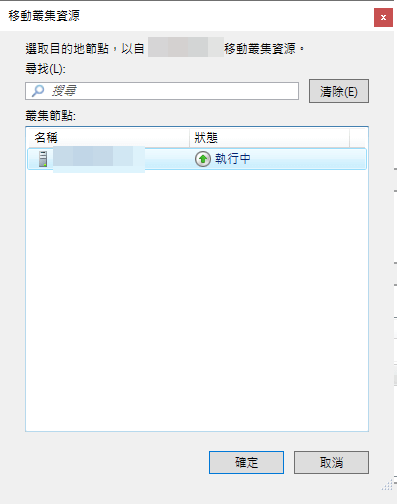 移動叢集資源
x
選取目的地節點，以自 移動叢集資源。
尋找(L):
搜尋
清除(E)
叢集節點:
名稱 狀態
執行中
確定 取消